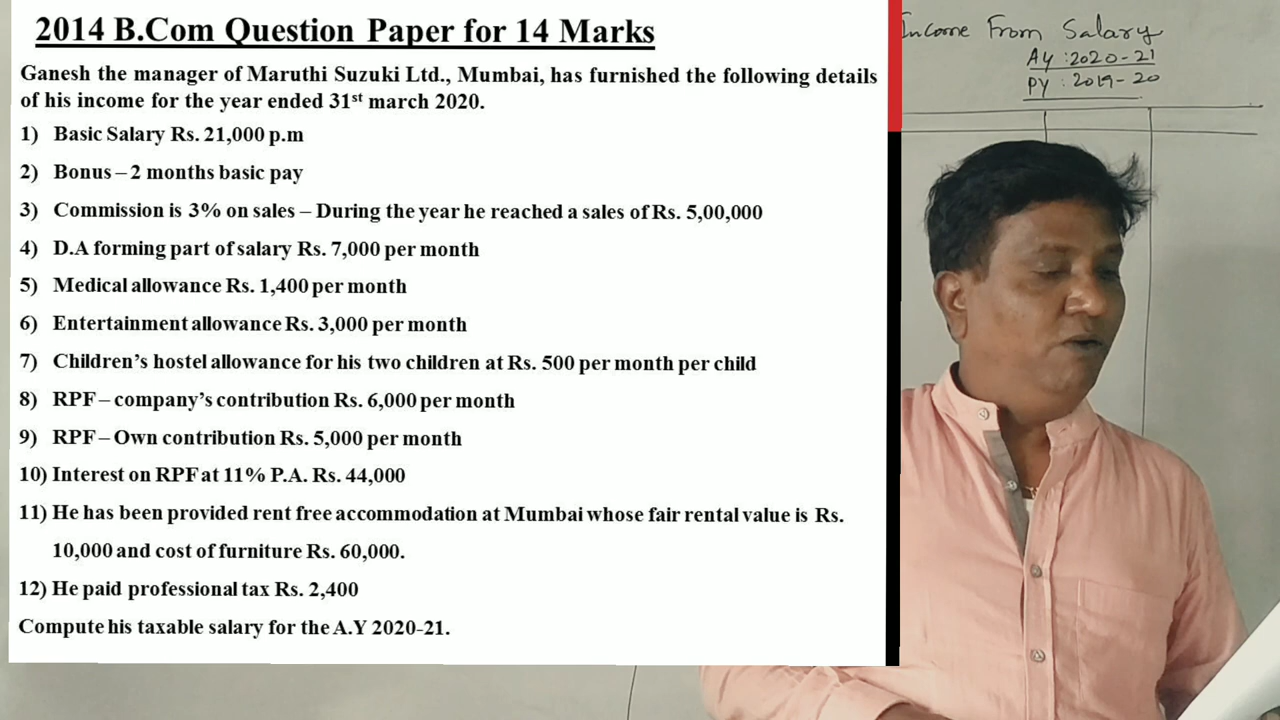 2014 B.Com Question Paper for 14 Marks
Ganesh the manager of Maruthi Suzuki Ltd., Mumbai, has furnished the following details
of his income for the year ended 31st march 2020.
1) Basic Salary Rs. 21,000 p.m
2) Bonus – 2 months basic pay
3) Commission is 3% on sales – During the year he reached a sales of Rs. 5,00,000
4) D.A forming part of salary Rs. 7,000 per month
5) Medical allowance Rs. 1,400 per month
6) Entertainment allowance Rs. 3,000 per month
7) Children's hostel allowance for his two children at Rs. 500 per month per child
8) RPF – company's contribution Rs. 6,000 per month
9) RPF – Own contribution Rs. 5,000 per month
10) Interest on RPF at 11% P.A. Rs. 44,000
11) He has been provided rent free accommodation at Mumbai whose fair rental value is Rs.
10,000 and cost of furniture Rs. 60,000.
12) He paid professional tax Rs. 2,400
Compute his taxable salary for the A.Y 2020-21.
Income From Salary
AY : 2020-21
PY : 2019-20